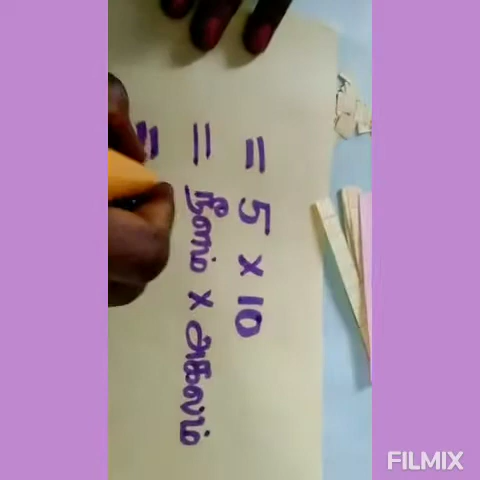 = 5 x 10
= நீளம் x அகலம்
=
FILMIX